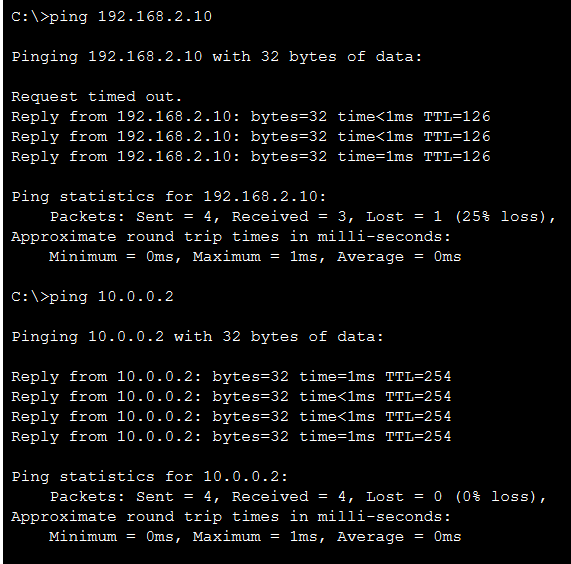 C:\>ping 192.168.2.10
Pinging 192.168.2.10 with 32 bytes of data:
Request timed out.
Reply from 192.168.2.10: bytes=32 time<1ms TTL=126
Reply from 192.168.2.10: bytes=32 time<1ms TTL=126
Reply from 192.168.2.10: bytes=32 time=1ms TTL=126
Ping statistics for 192.168.2.10:
    Packets: Sent = 4, Received = 3, Lost = 1 (25% loss),
Approximate round trip times in milli-seconds:
    Minimum = 0ms, Maximum = 1ms, Average = 0ms
C:\>ping 10.0.0.2
Pinging 10.0.0.2 with 32 bytes of data:
Reply from 10.0.0.2: bytes=32 time=1ms TTL=254
Reply from 10.0.0.2: bytes=32 time<1ms TTL=254
Reply from 10.0.0.2: bytes=32 time<1ms TTL=254
Reply from 10.0.0.2: bytes=32 time=1ms TTL=254
Ping statistics for 10.0.0.2:
    Packets: Sent = 4, Received = 4, Lost = 0 (0% loss),
Approximate round trip times in milli-seconds:
    Minimum = 0ms, Maximum = 1ms, Average = 0ms